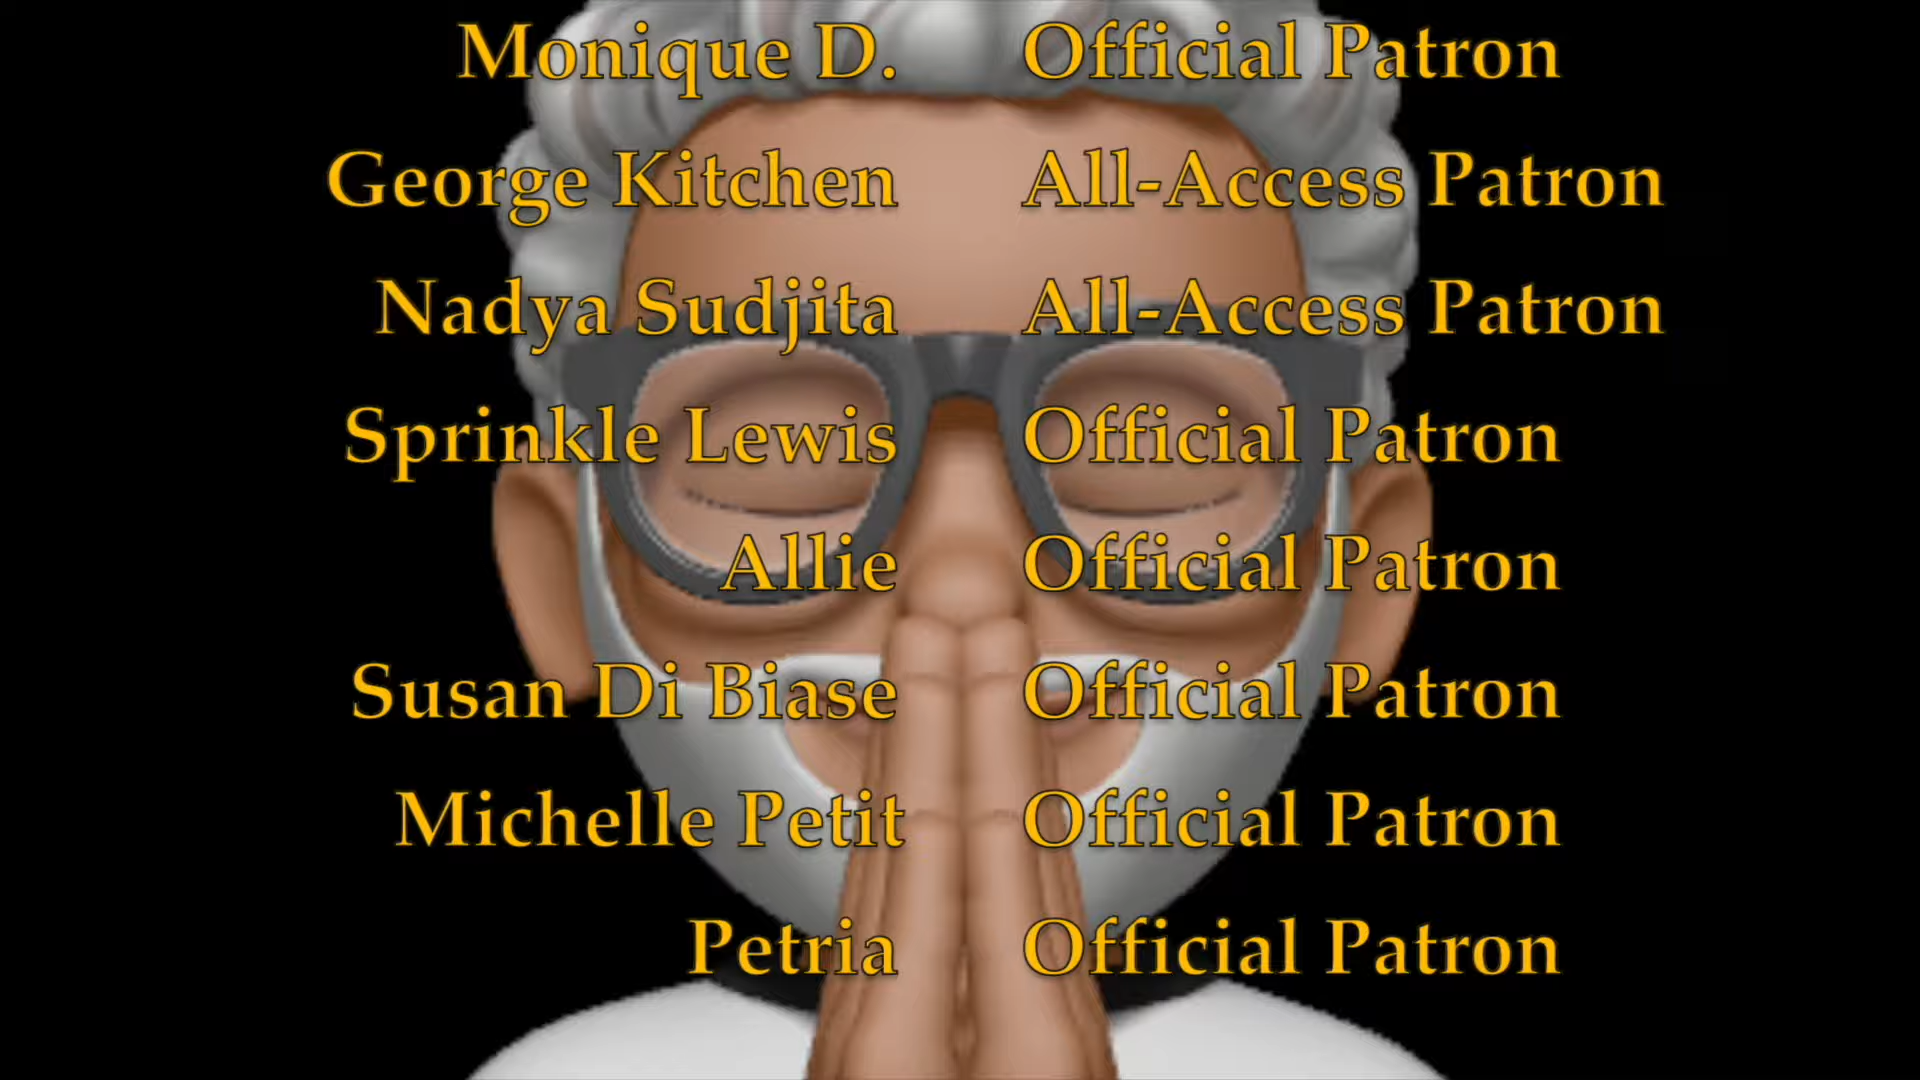 Monique D. Official Patron
George Kitchen All-Access Patron
Nadya Sudjita All-Access Patron
Sprinkle Lewis Official Patron
Allie Official Patron
Susan Di Biase Official Patron
Michelle Petit Official Patron
Petria Official Patron